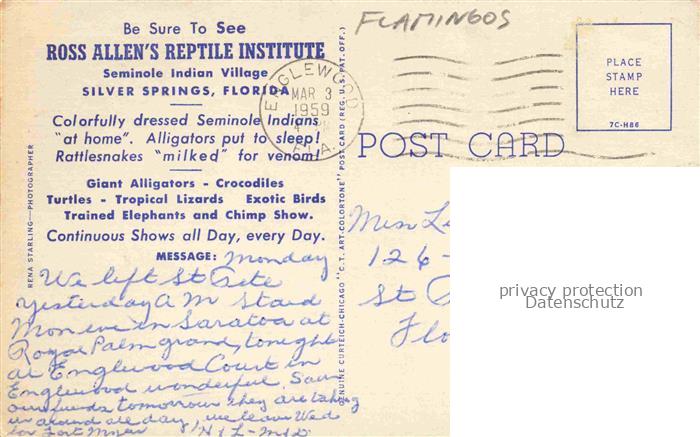 Be Sure To See
ROSS ALLEN'S REPTILE INSTITUTE
Seminole Indian Village
SILVER SPRINGS, FLORIDA
Colorfully dressed Seminole Indians
"at home". Alligators put to sleep!
Rattlesnakes "milked" for venom!
Giant Alligators - Crocodiles
Turtles - Tropical Lizards Exotic Birds
Trained Elephants and Chimp Show.
Continuous Shows all Day, every Day.
MESSAGE: Monday
We left St Pete
yesterday A M Staid
Mon eve in Saratoa at
Royal Palm grand, tonight
at Englewood Court in
Englewood wonderful. Saw
our friends tomorrow they are taking
us around all day, we leave Wed
for Fort Myers H & L-
RENA STARLING—PHOTOGRAPHER
GENUINE CURTEICH-CHICAGO "C.T. ART-COLORTONE" POST CARD (REG. U.S. PAT. OFF.)
FLAMINGOS
ENGLEWOOD
MAR 3
1959
FLA.
POST CARD
PLACE
STAMP
HERE
7C-H86
126-
St
Flo
privacy protection
Datenschutz